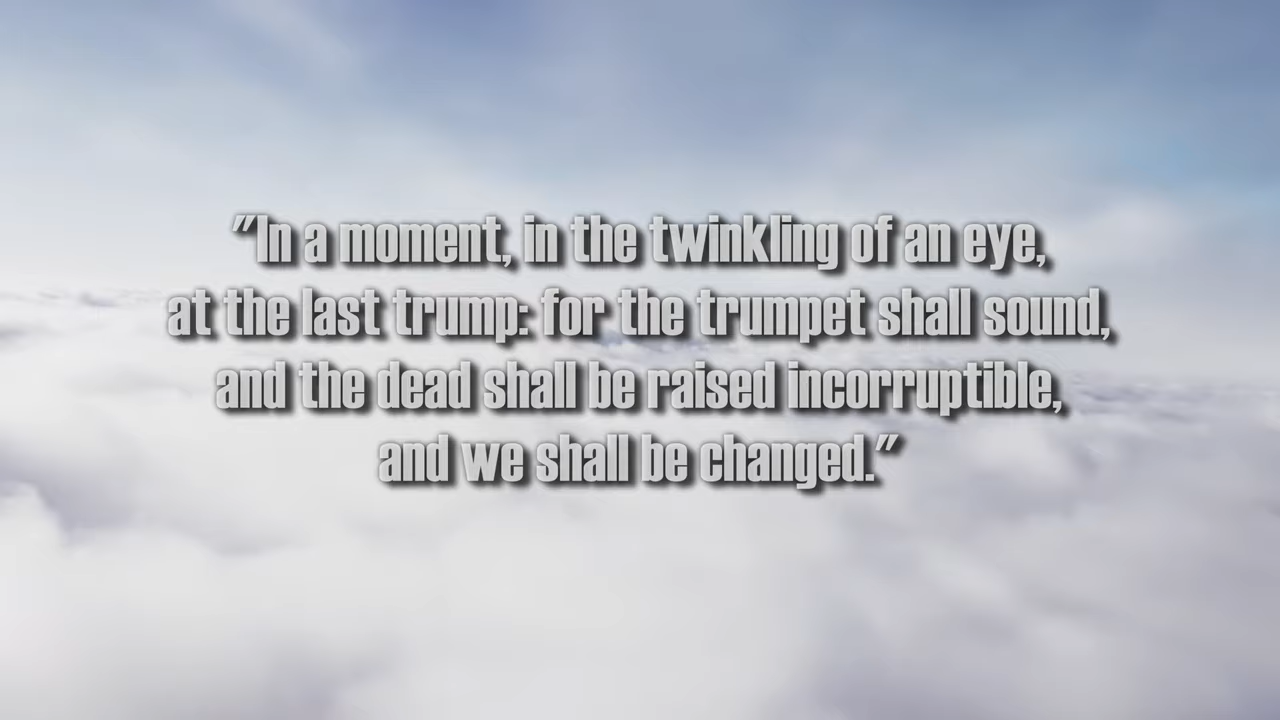 "In a moment, in the twinkling of an eye,
at the last trump: for the trumpet shall sound,
and the dead shall be raised incorruptible,
and we shall be changed."